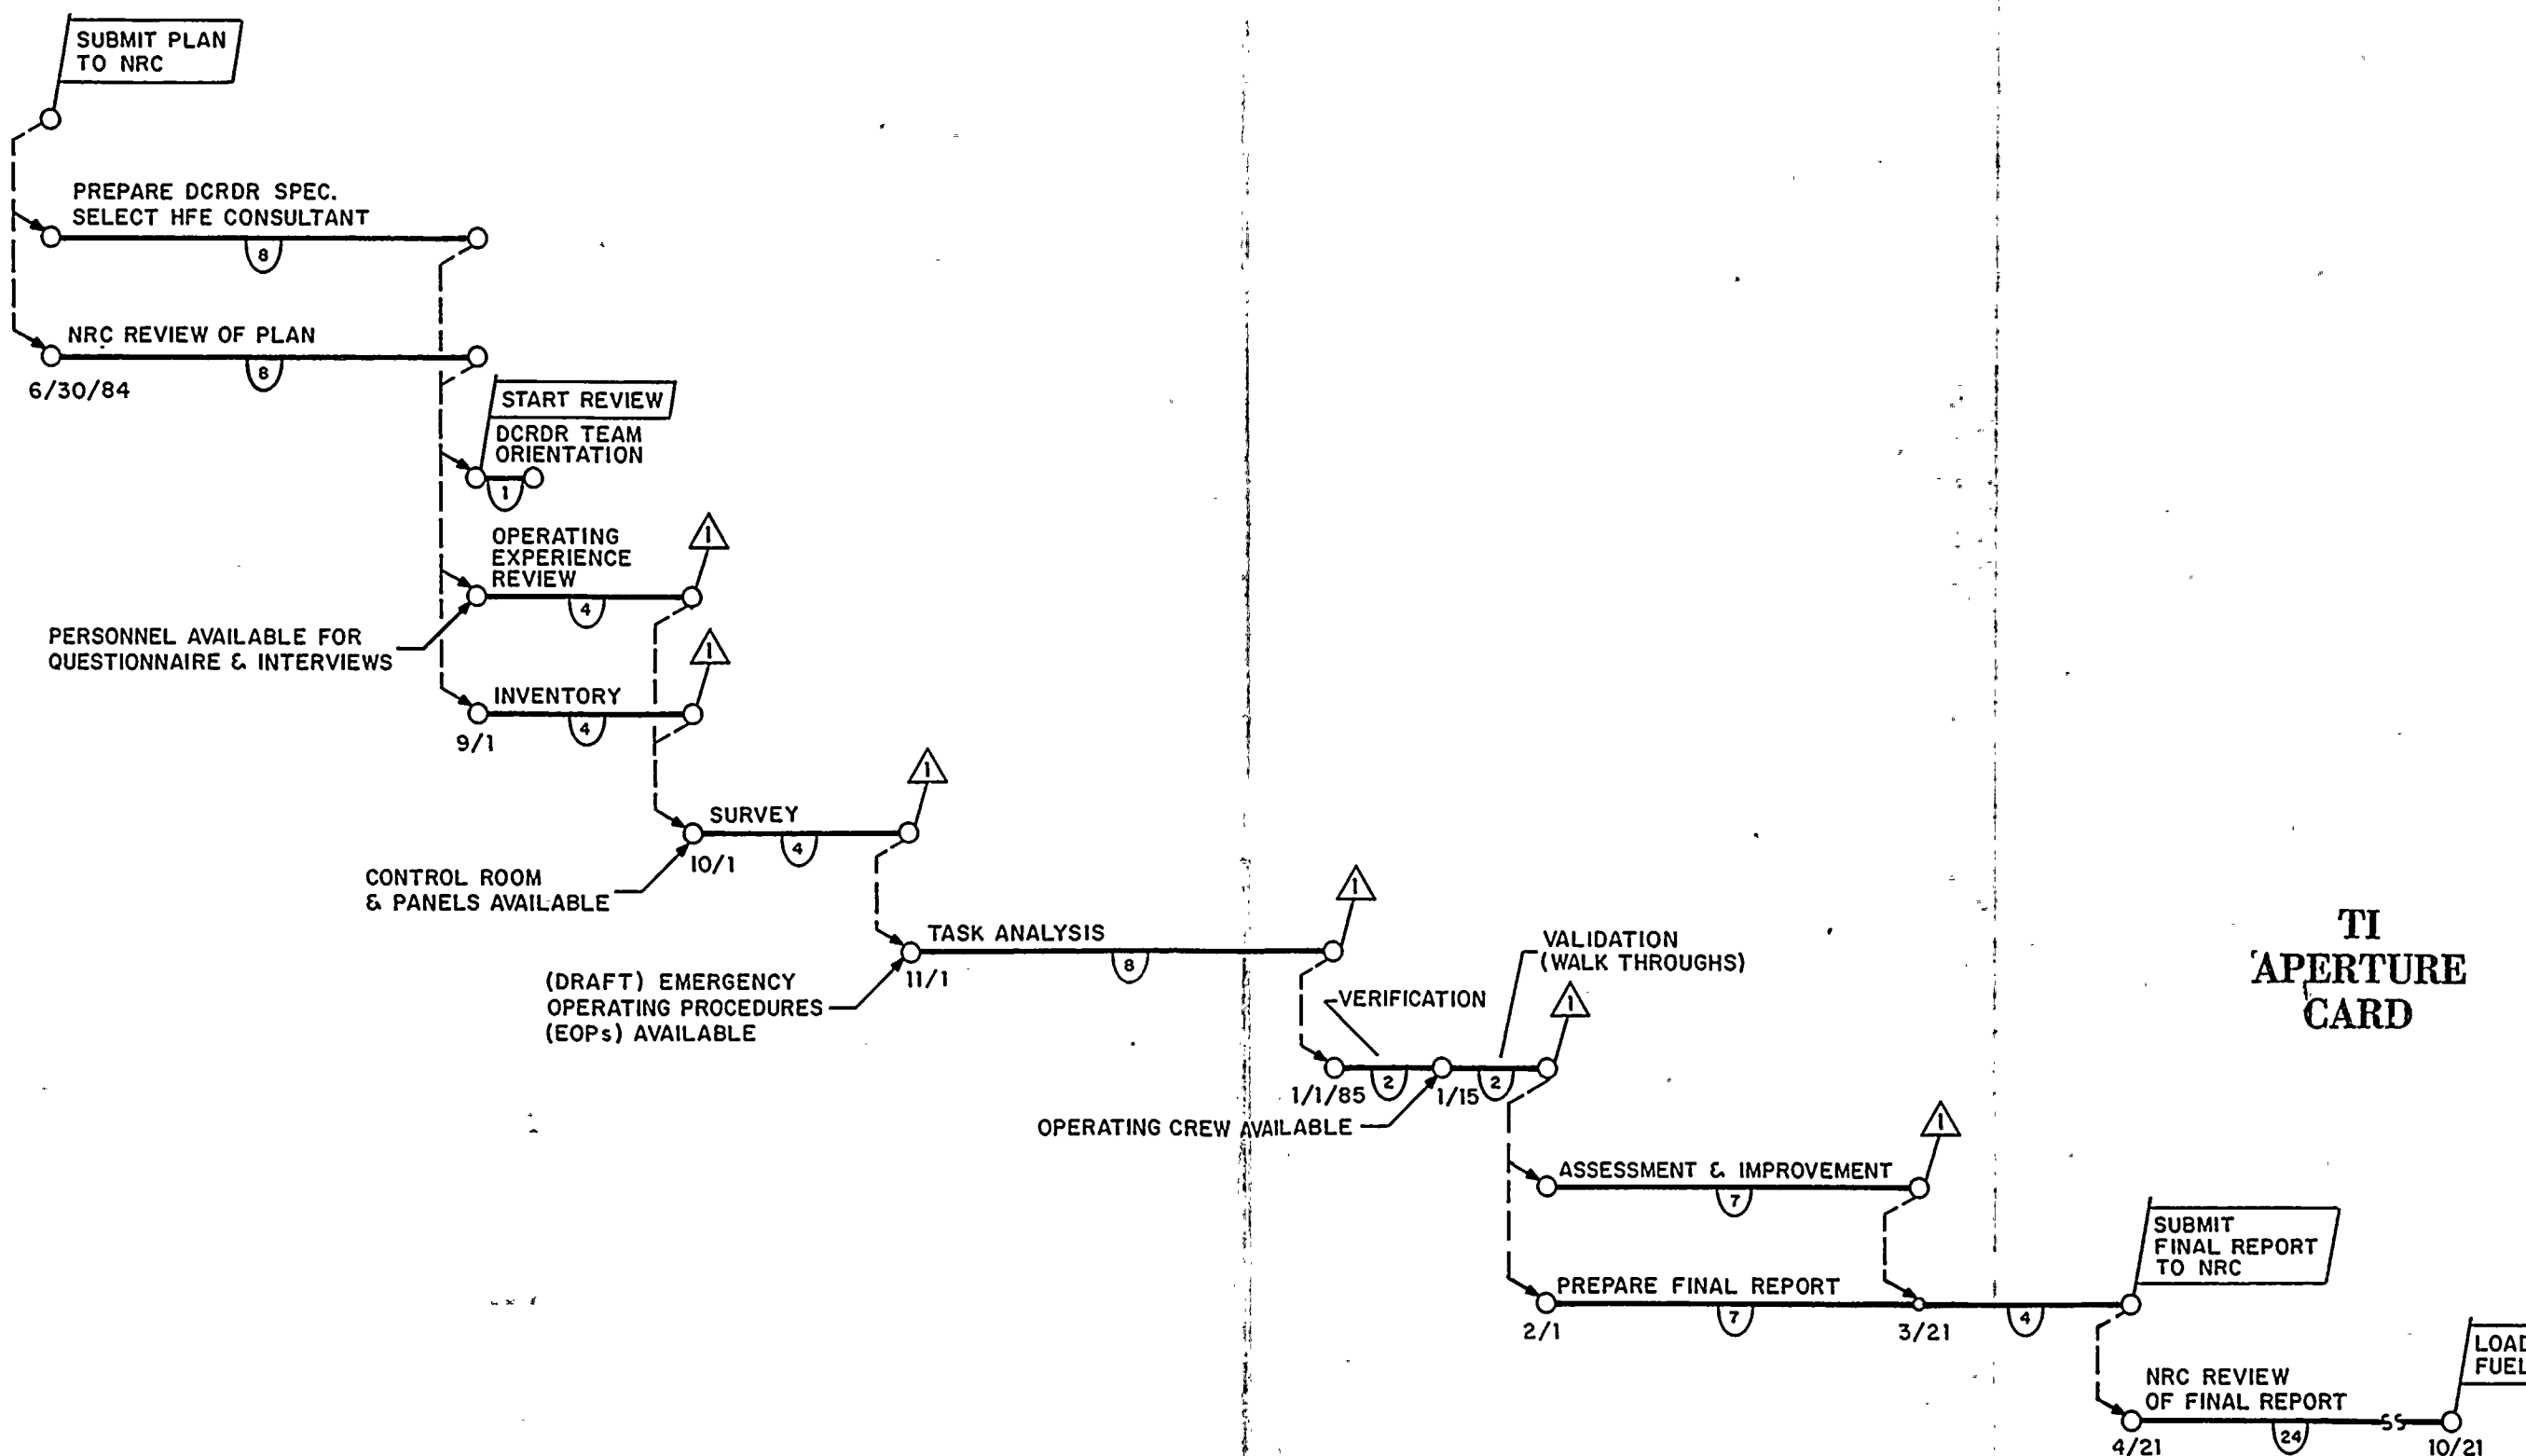 SUBMIT PLAN
TO NRC
PREPARE DCRDR SPEC.
SELECT HFE CONSULTANT
8
NRC REVIEW OF PLAN
8
6/30/84
START REVIEW
DCRDR TEAM
ORIENTATION
1
OPERATING
EXPERIENCE
REVIEW
1
4
PERSONNEL AVAILABLE FOR
QUESTIONNAIRE & INTERVIEWS
1
INVENTORY
4
9/1
1
SURVEY
4
10/1
CONTROL ROOM
& PANELS AVAILABLE
1
TASK ANALYSIS
8
11/1
(DRAFT) EMERGENCY
OPERATING PROCEDURES
(EOPs) AVAILABLE
VALIDATION
(WALK THROUGHS)
VERIFICATION
1
2
2
1/1/85
1/15
OPERATING CREW AVAILABLE
TI
APERTURE
CARD
1
ASSESSMENT & IMPROVEMENT
7
SUBMIT
FINAL REPORT
TO NRC
PREPARE FINAL REPORT
7
4
2/1
3/21
LOAD
FUEL
NRC REVIEW
OF FINAL REPORT
24
4/21
10/21